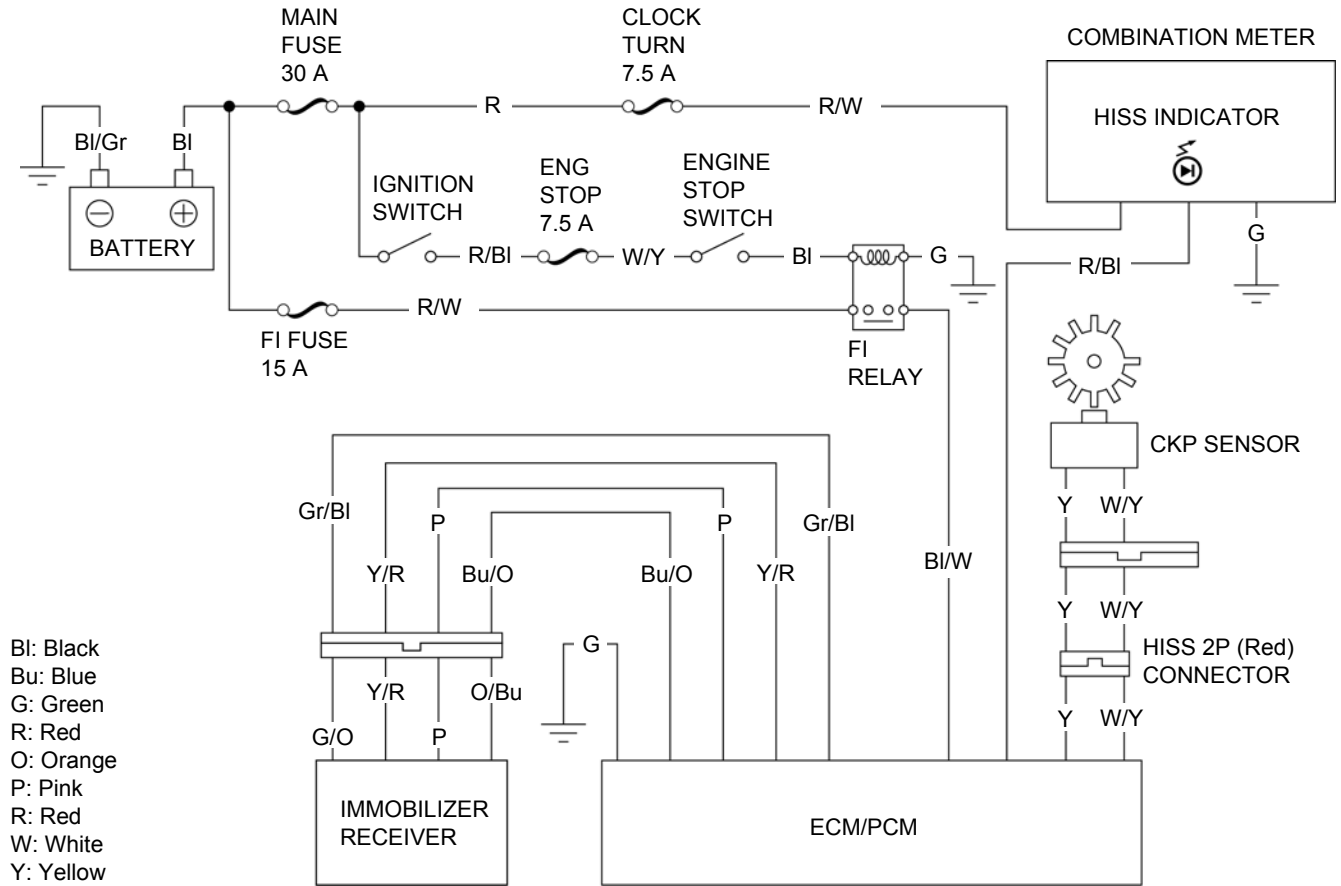 MAIN
FUSE
30 A
CLOCK
TURN
7.5 A
COMBINATION METER
R
R/W
HISS INDICATOR
Bl/Gr
Bl
BATTERY
IGNITION
SWITCH
ENG
STOP
7.5 A
ENGINE
STOP
SWITCH
R/Bl
W/Y
Bl
G
G
R/Bl
R/W
FI FUSE
15 A
FI
RELAY
CKP SENSOR
Y
W/Y
Gr/Bl
P
P
Gr/Bl
Y/R
Bu/O
Bu/O
Y/R
Bl/W
Y
W/Y
HISS 2P (Red)
CONNECTOR
G
Y/R
O/Bu
G/O
P
Y
W/Y
IMMOBILIZER
RECEIVER
ECM/PCM
Bl: Black
Bu: Blue
G: Green
R: Red
O: Orange
P: Pink
R: Red
W: White
Y: Yellow